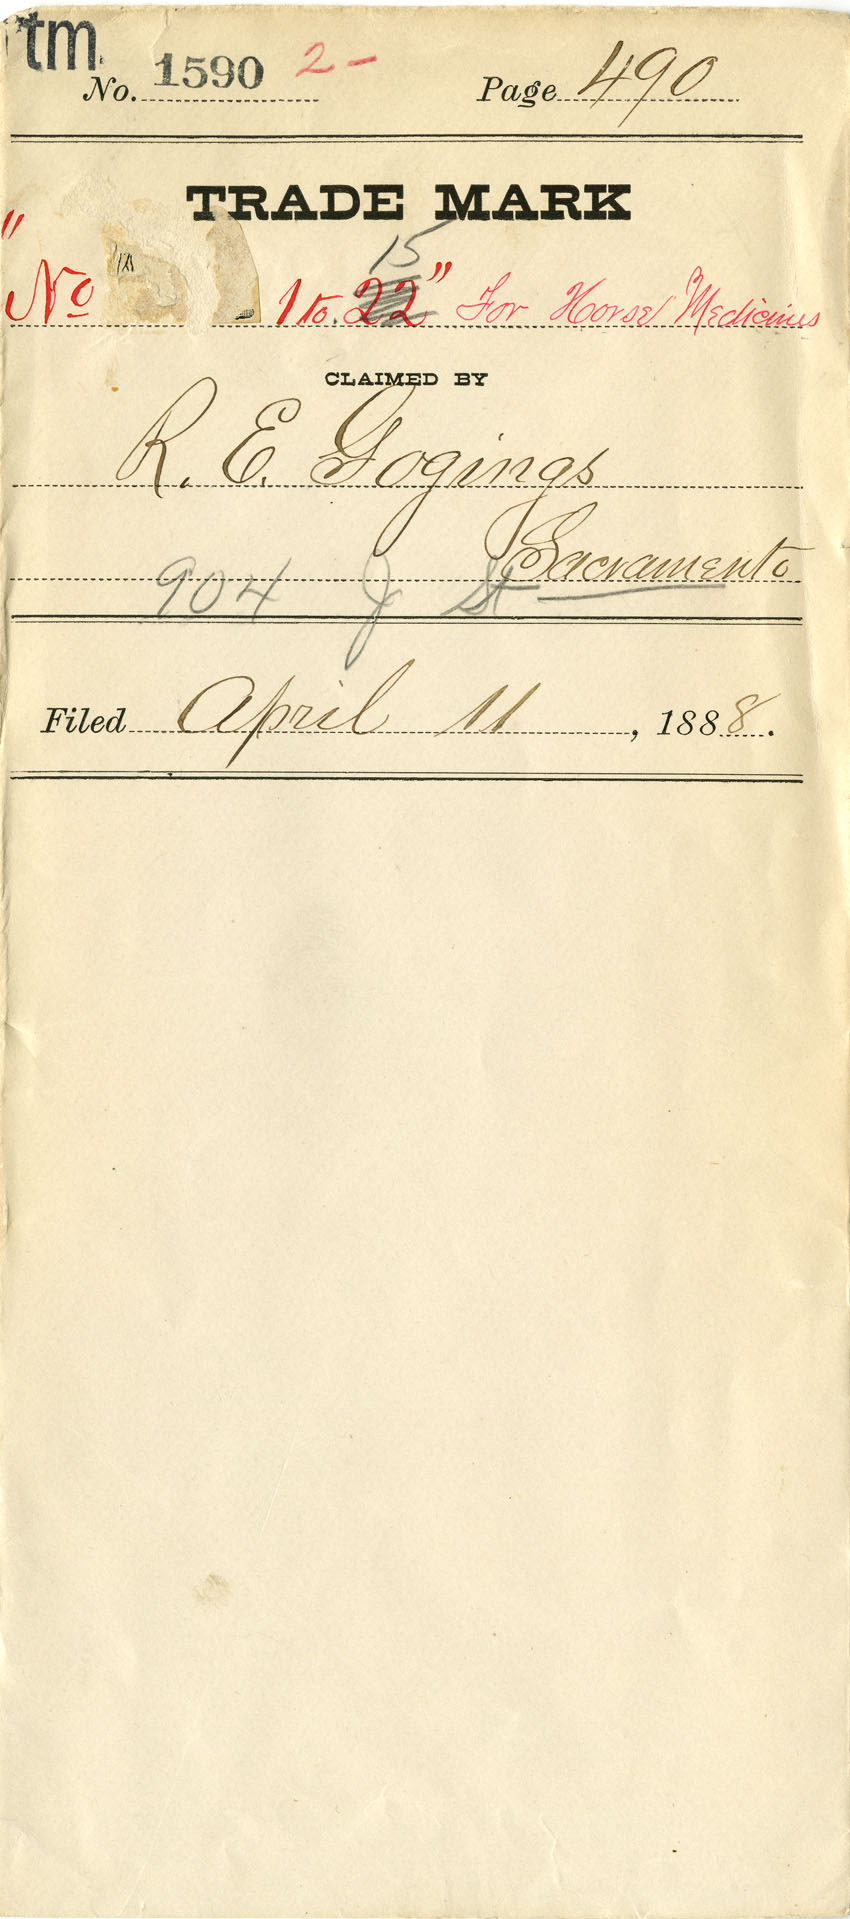 tm.
No. 1590 2 - Page 490
TRADE MARK
15
"No 1 to 22" For Horse Medicines
CLAIMED BY
R. E. Gogings
Sacramento
904 J St
Filed April 11, 1888.